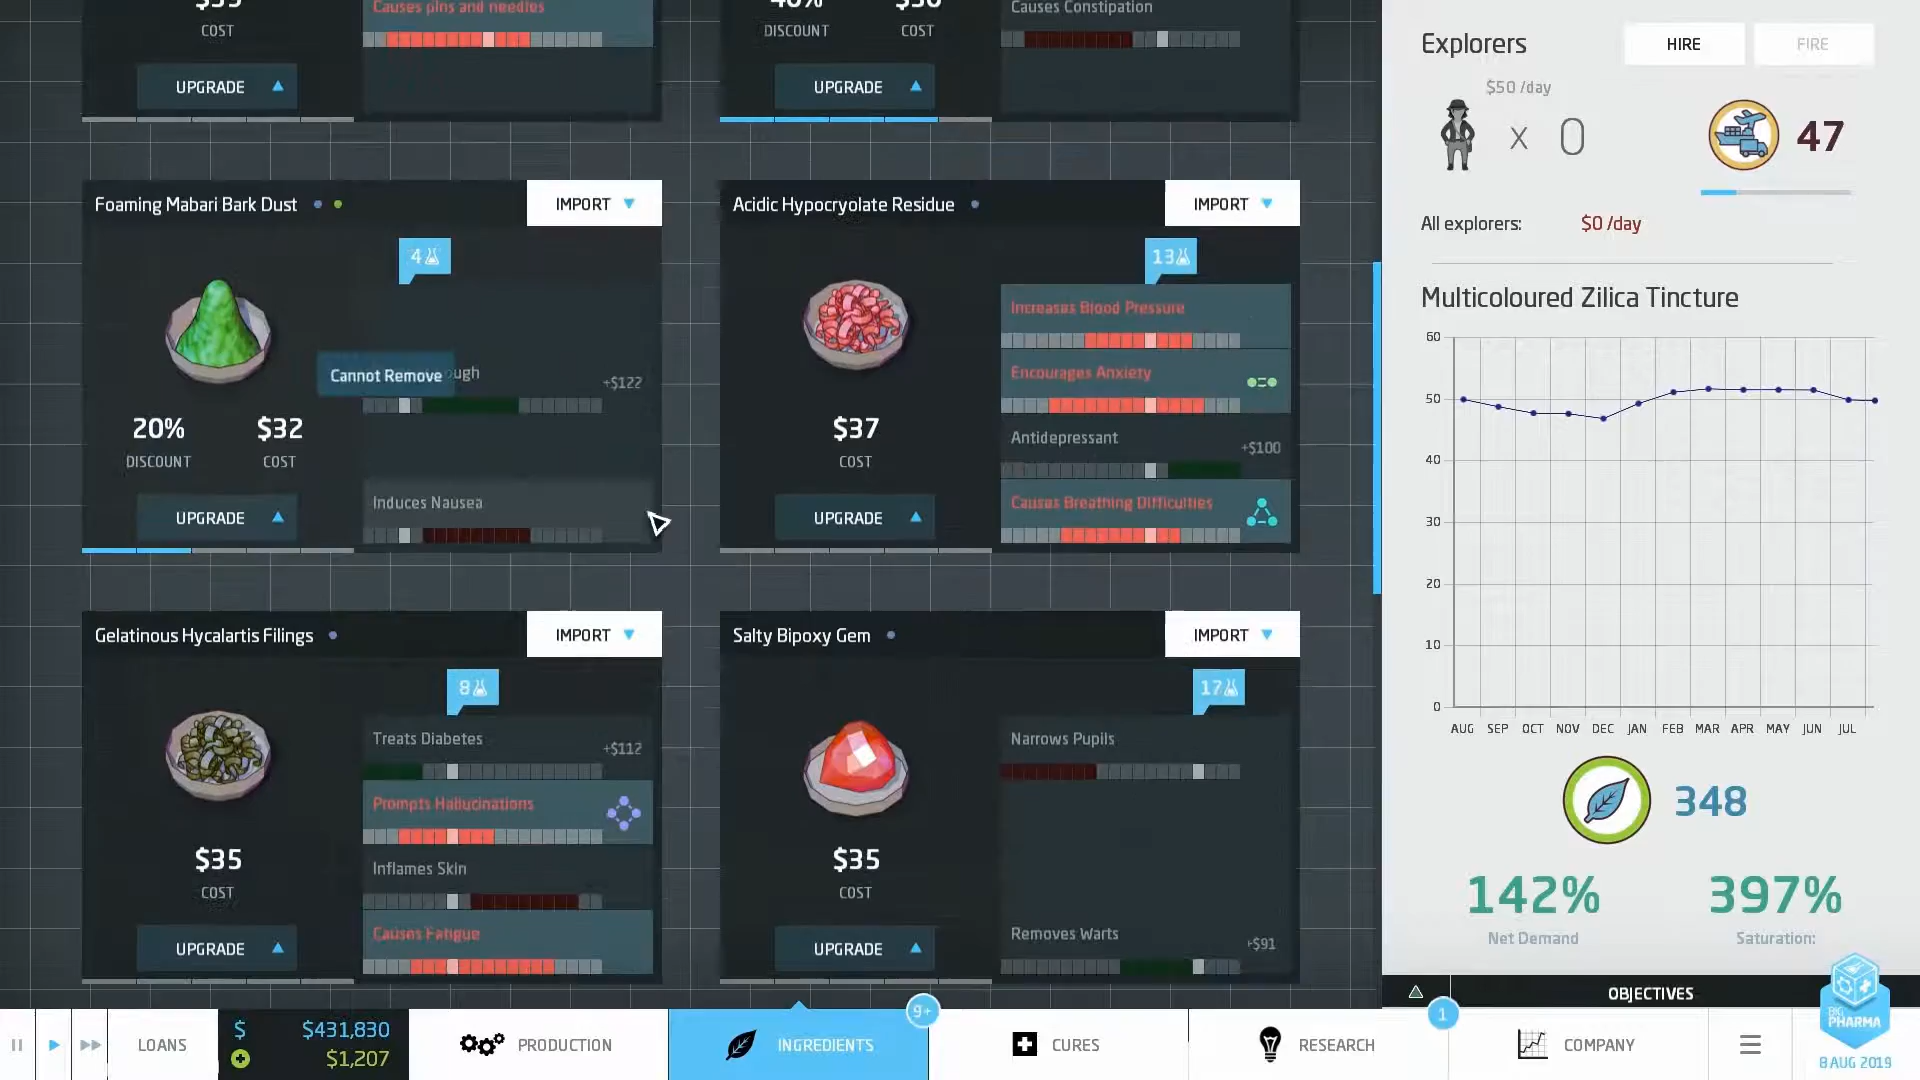 $35
COST
UPGRADE
Causes pins and needles
40%
DISCOUNT
$30
COST
UPGRADE
Causes Constipation
Foaming Mabari Bark Dust
IMPORT
4
Cannot Remove
ough
+$122
20%
DISCOUNT
$32
COST
UPGRADE
Induces Nausea
Acidic Hypocryolate Residue
IMPORT
13
Increases Blood Pressure
Encourages Anxiety
Antidepressant
+$100
Causes Breathing Difficulties
$37
COST
UPGRADE
Gelatinous Hycalartis Filings
IMPORT
8
Treats Diabetes
+$112
Prompts Hallucinations
Inflames Skin
Causes Fatigue
$35
COST
UPGRADE
Salty Bipoxy Gem
IMPORT
17
Narrows Pupils
Removes Warts
+$91
$35
COST
UPGRADE
Explorers
HIRE
FIRE
$50 /day
X 0
47
All explorers: $0 /day
Multicoloured Zilica Tincture
60
50
40
30
20
10
0
AUG SEP OCT NOV DEC JAN FEB MAR APR MAY JUN JUL
348
142%
Net Demand
397%
Saturation:
OBJECTIVES
LOANS
$ $431,830
$1,207
PRODUCTION
INGREDIENTS
9+
CURES
RESEARCH
1
COMPANY
BIG
PHARMA
8 AUG 2019